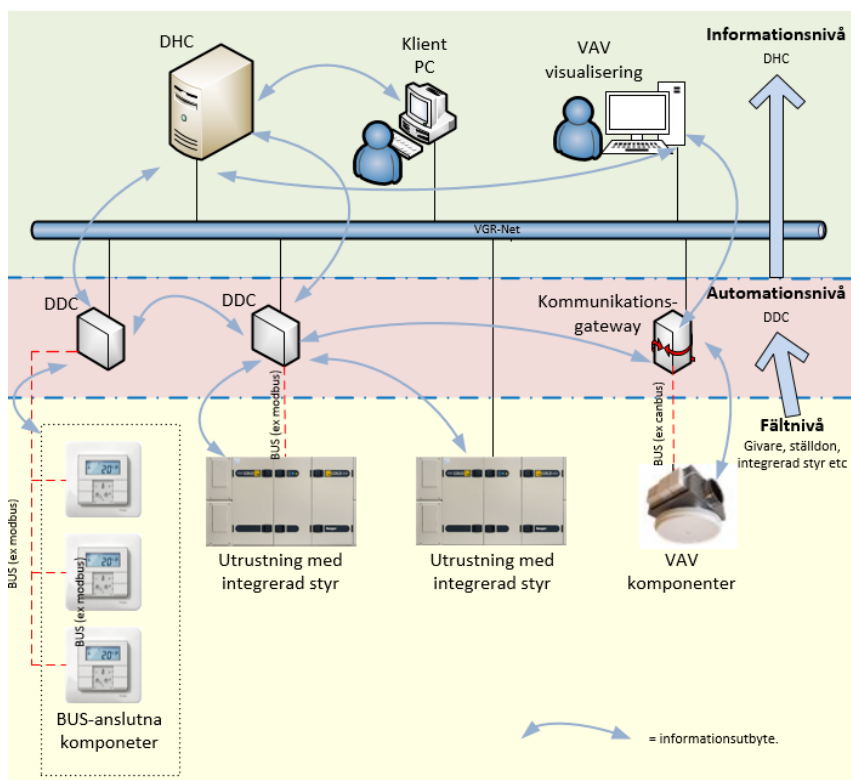 DHC
Klient
PC
VAV
visualisering
Informationsnivå
DHC
VGR-Net
DDC
DDC
Kommunikations-
gateway
Automationsnivå
DDC
BUS (ex modbus)
BUS (ex canbus)
Fältnivå
Givare, ställdon,
integrerad styr etc
BUS (ex modbus)
BUS (ex modbus)
Utrustning med
integrerad styr
Utrustning med
integrerad styr
VAV
komponenter
BUS-anslutna
komponeter
= informationsutbyte.